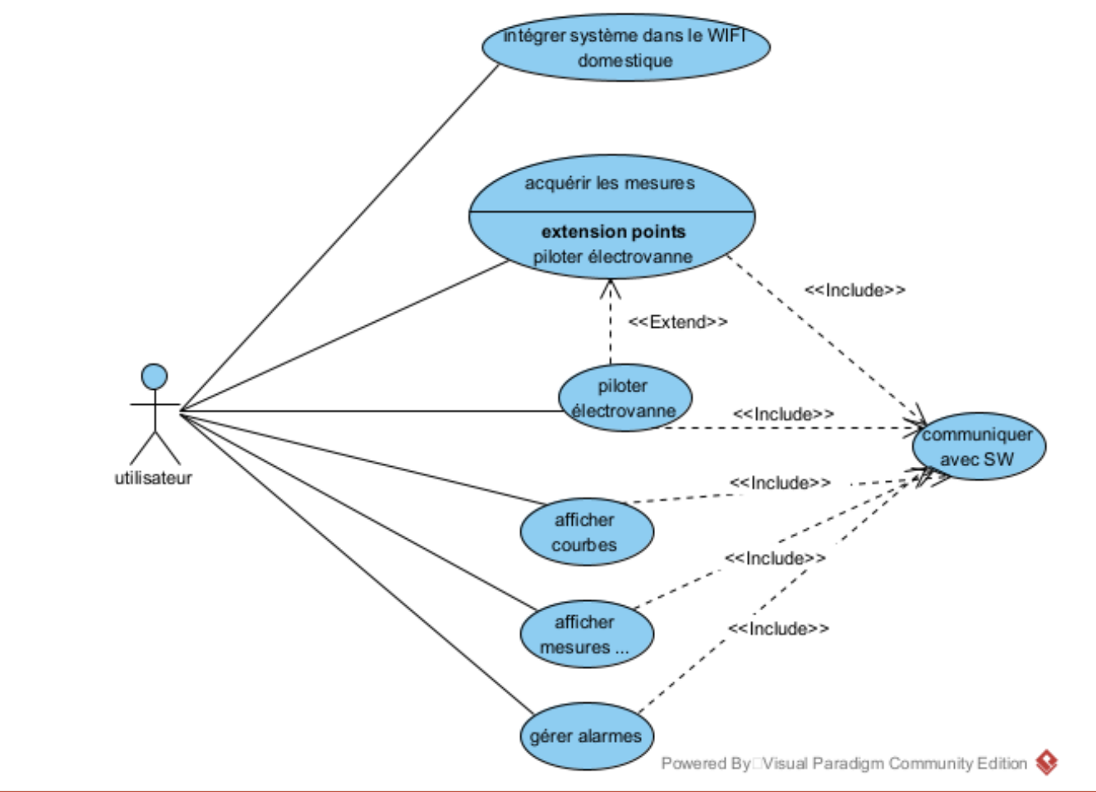 intégrer système dans le WIFI
domestique
acquérir les mesures
extension points
piloter électrovanne
<<Include>>
<<Extend>>
piloter
électrovanne
<<Include>>
communiquer
avec SW
utilisateur
<<Include>>
afficher
courbes
<<Include>>
afficher
mesures ...
<<Include>>
gérer alarmes
Powered By□Visual Paradigm Community Edition